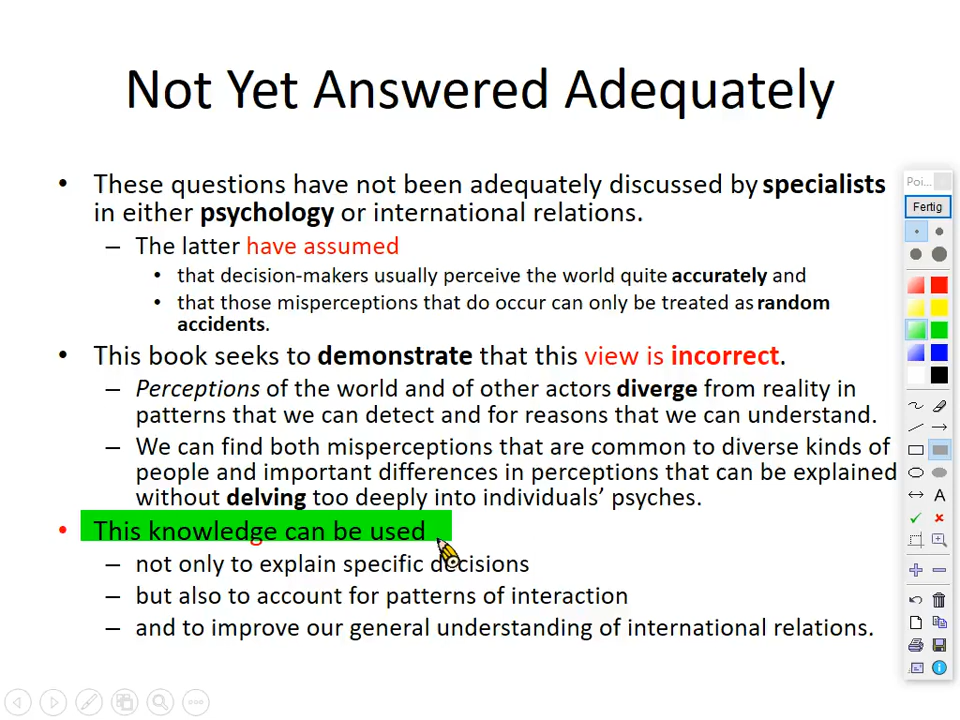 Not Yet Answered Adequately
• These questions have not been adequately discussed by specialists
in either psychology or international relations.
– The latter have assumed
• that decision-makers usually perceive the world quite accurately and
• that those misperceptions that do occur can only be treated as random
accidents.
• This book seeks to demonstrate that this view is incorrect.
– Perceptions of the world and of other actors diverge from reality in
patterns that we can detect and for reasons that we can understand.
– We can find both misperceptions that are common to diverse kinds of
people and important differences in perceptions that can be explained
without delving too deeply into individuals’ psyches.
• This knowledge can be used
– not only to explain specific decisions
– but also to account for patterns of interaction
– and to improve our general understanding of international relations.
Poi...
Fertig
A